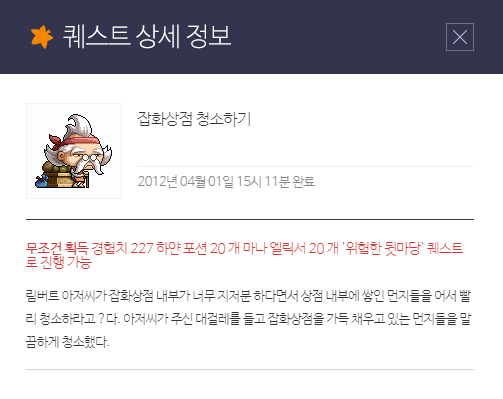 퀘스트 상세 정보
잡화상점 청소하기
2012년 04월 01일 15시 11분 완료
무조건 획득 경험치 227 하얀 포션 20 개 마나 엘릭서 20 개 '위험한 뒷마당' 퀘스트
로 진행 가능
림버트 아저씨가 잡화상점 내부가 너무 지저분 하다면서 상점 내부에 쌓인 먼지들을 어서 빨
리 청소하라고 ? 다. 아저씨가 주신 대걸레를 들고 잡화상점을 가득 채우고 있는 먼지들을 말
끔하게 청소했다.